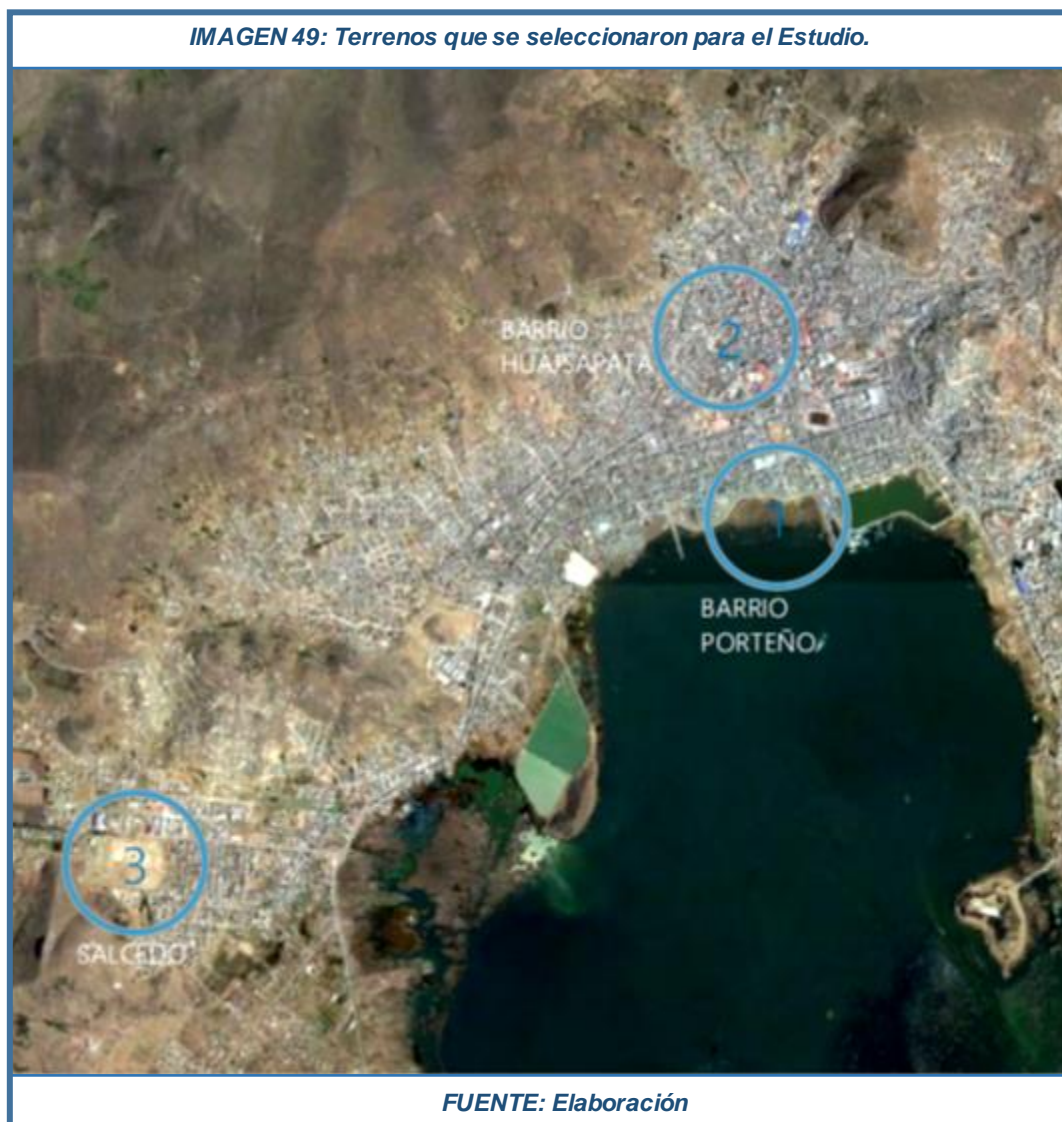 IMAGEN 49: Terrenos que se seleccionaron para el Estudio.
BARRIO
HUAJSAPATA
2
1
BARRIO
PORTEÑO
3
SALCEDO
FUENTE: Elaboración